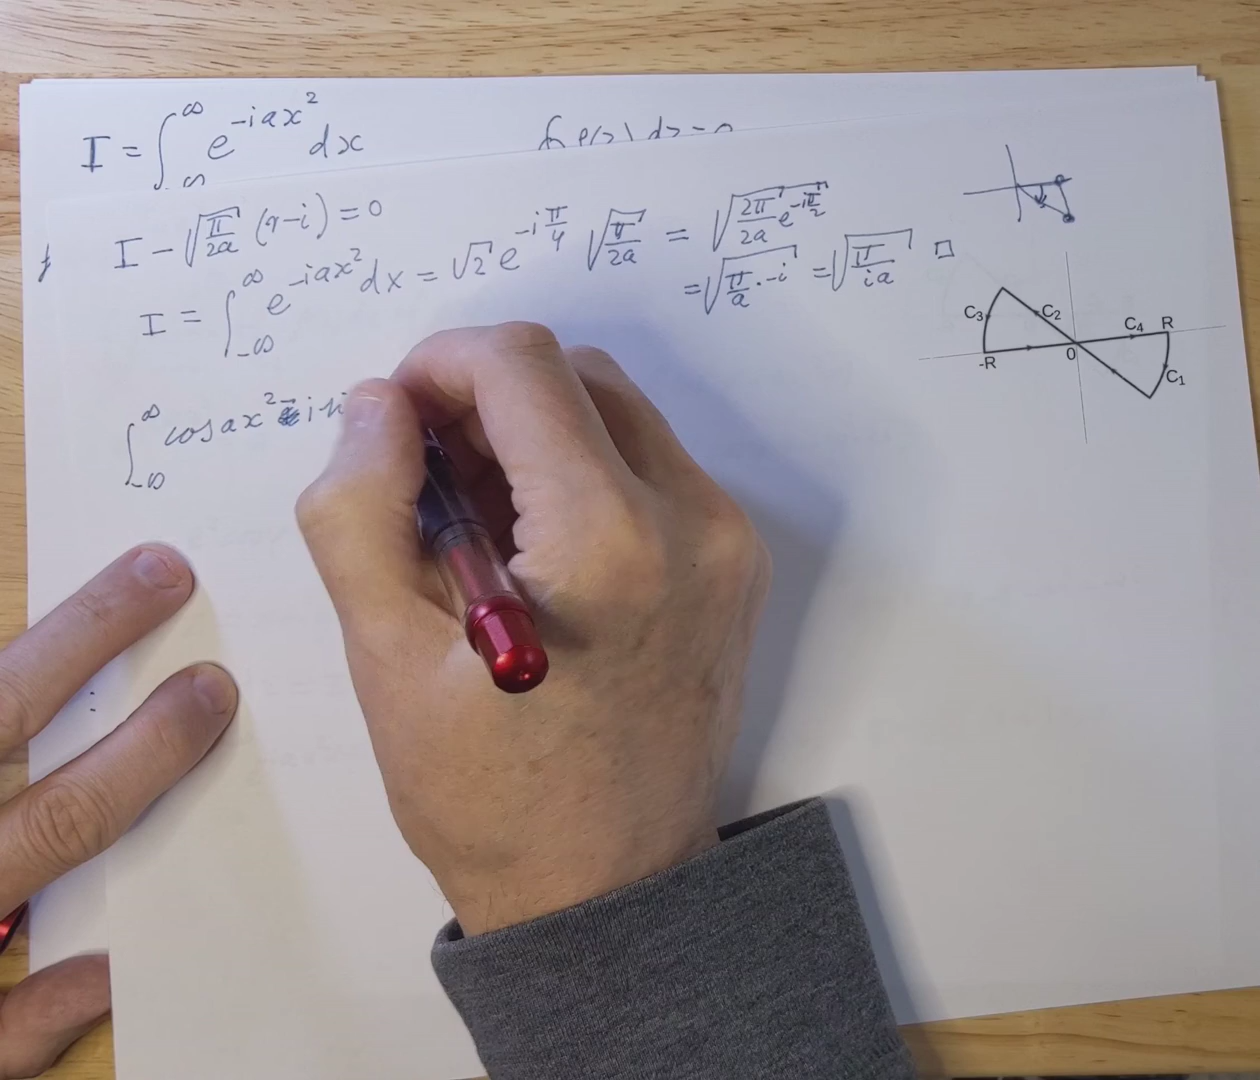 I = ∫_∞^∞ e^{-iax²} dx
I - √(π/2a) (1-i) = 0
I = ∫_{-∞}^∞ e^{-iax²} dx = √2 e^{-iπ/4} √(π/2a) = √(2π/2a e^{-iπ/2})
= √(π/a · -i) = √(π/ia) □
∫_{-∞}^∞ cos ax² - i
C₃ C₂ C₄ R
-R 0 C₁